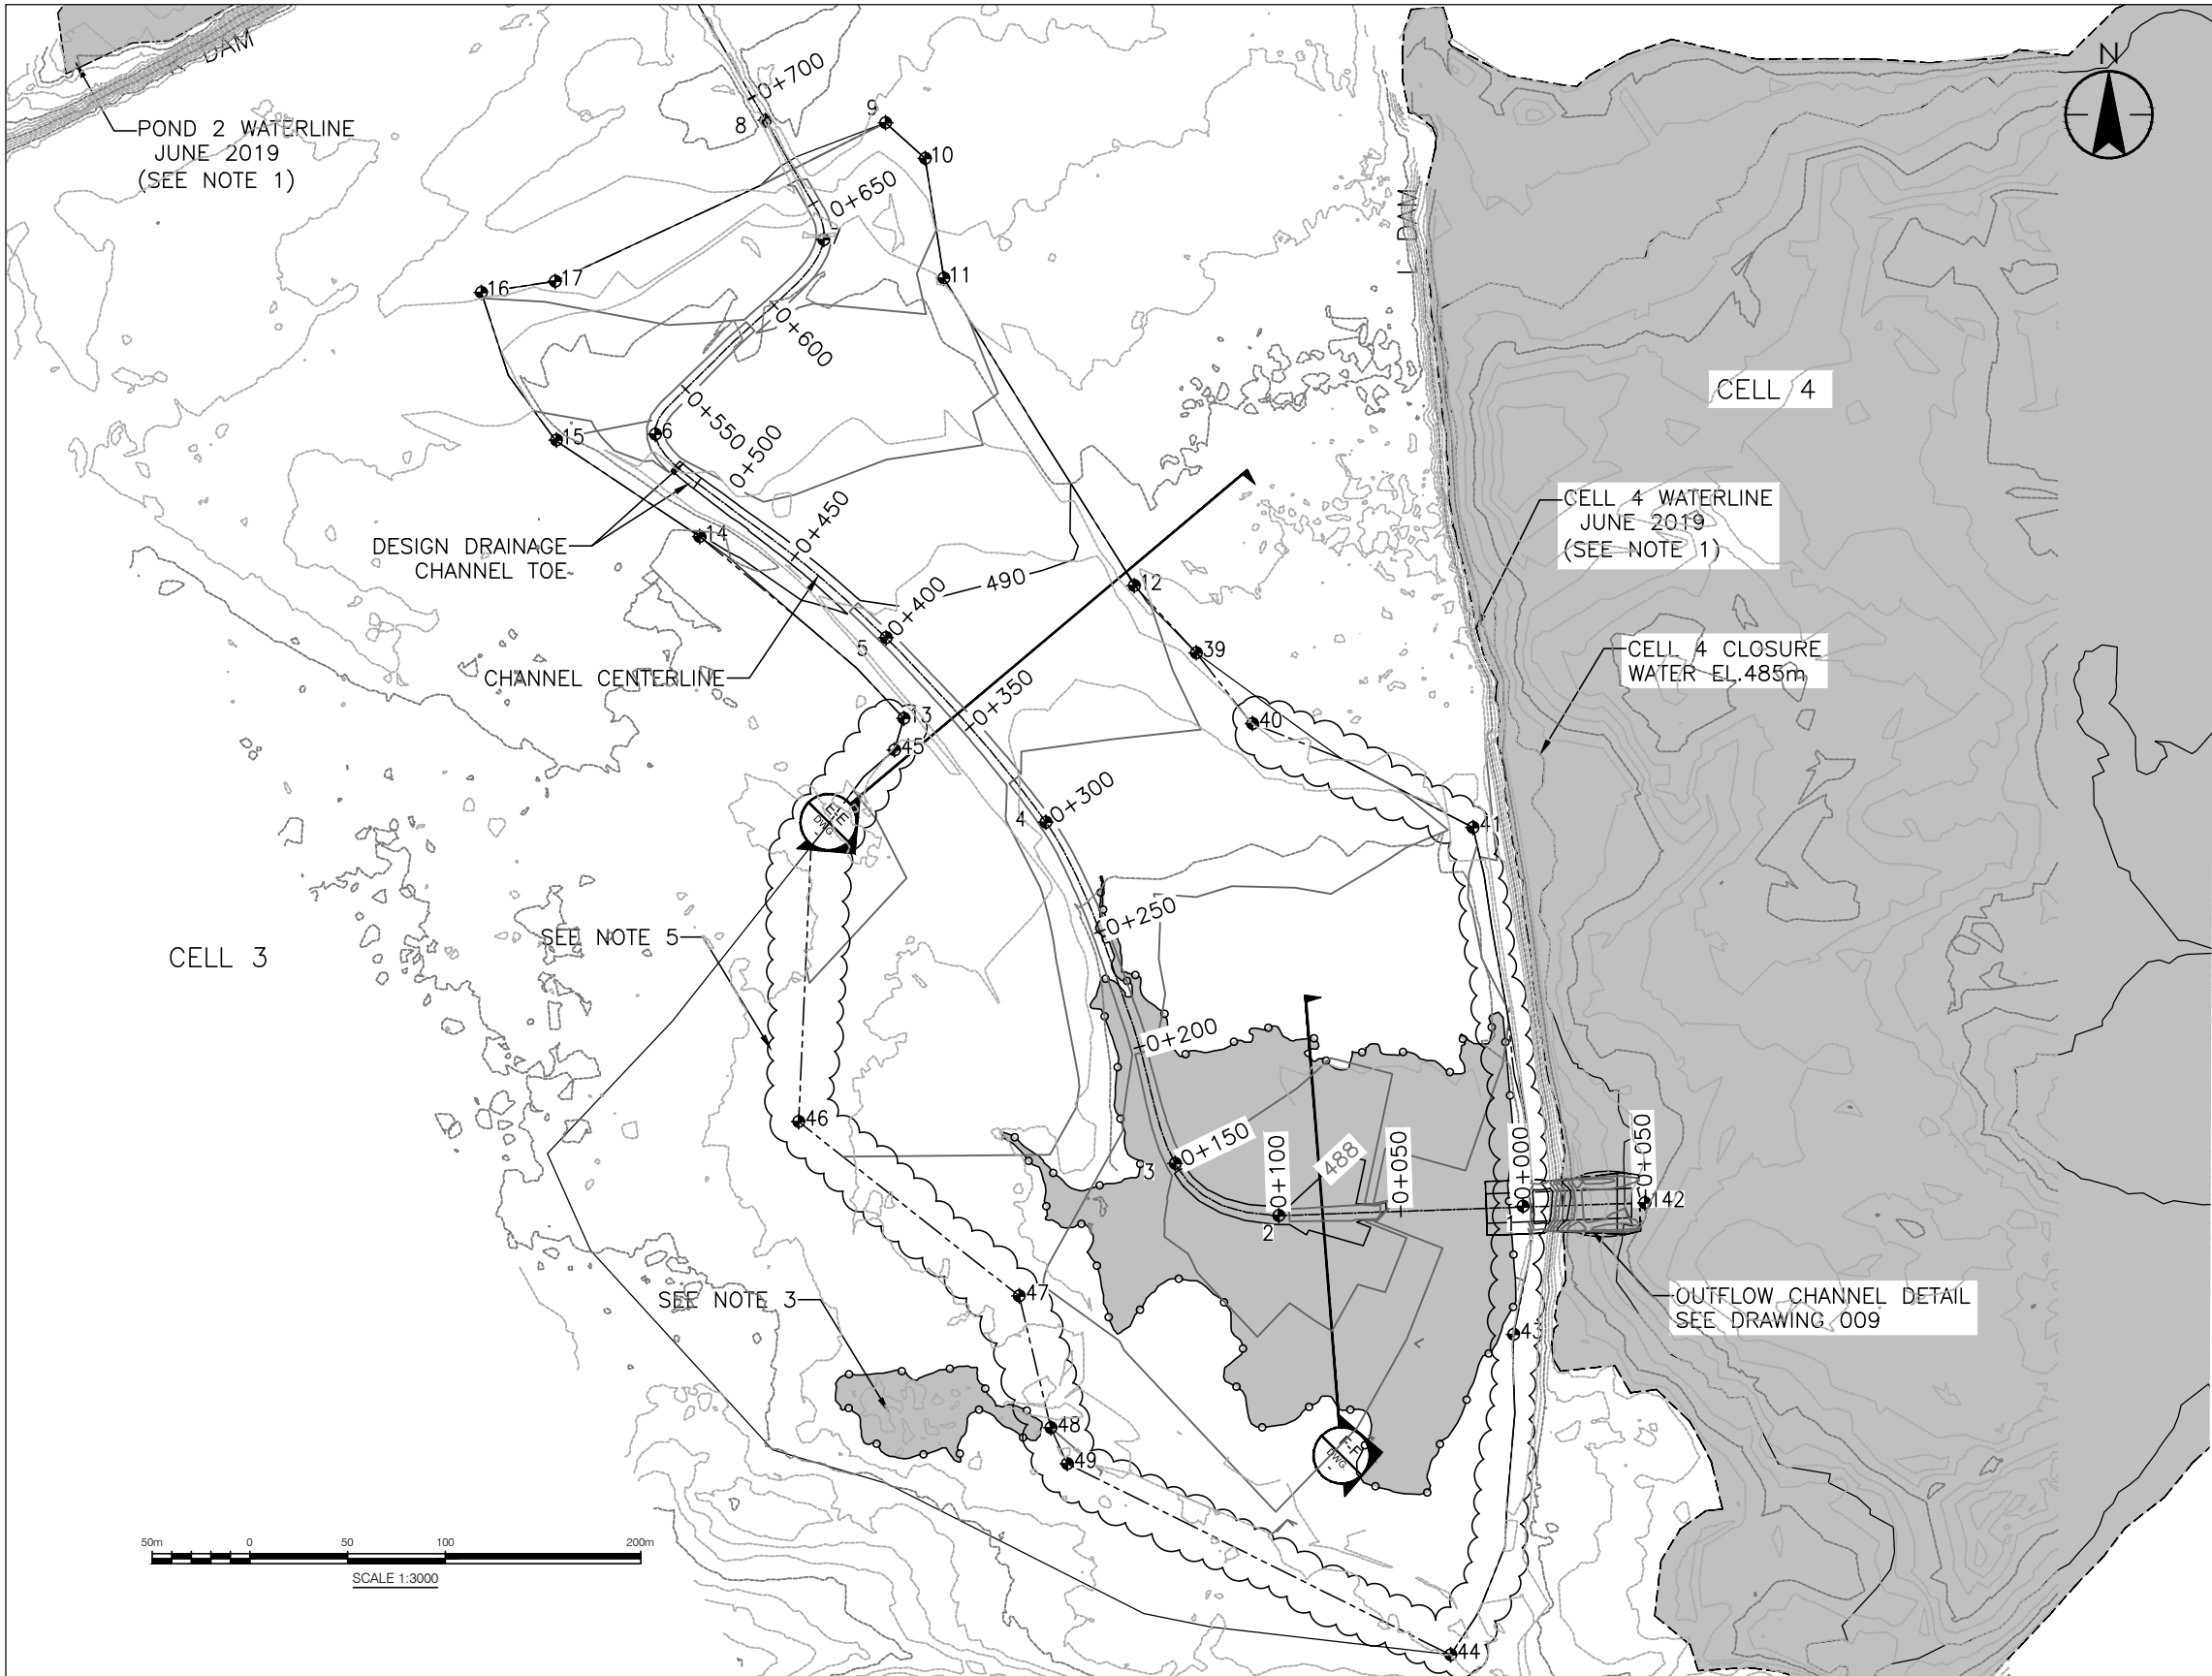 DAM
N
+0+700
9
8
POND 2 WATERLINE
JUNE 2019
(SEE NOTE 1)
10
0+650
L DAM
7
11
17
16
0+600
CELL 4
0+550
6
15
0+500
0+450
CELL 4 WATERLINE
JUNE 2019
(SEE NOTE 1)
14
DESIGN DRAINAGE
CHANNEL TOE
490
12
0+400
5
39
CELL 4 CLOSURE
WATER EL.485m
CHANNEL CENTERLINE
0+350
13
40
45
0+300
4
E-E
DWG
-
41
0+250
SEE NOTE 5
CELL 3
0+200
46
0+150
3
488
0+100
0+050
0+000
-0+050
142
1
2
47
SEE NOTE 3
OUTFLOW CHANNEL DETAIL
SEE DRAWING 009
43
48
49
DWG
-
50m
0
50
100
200m
SCALE 1:3000
44